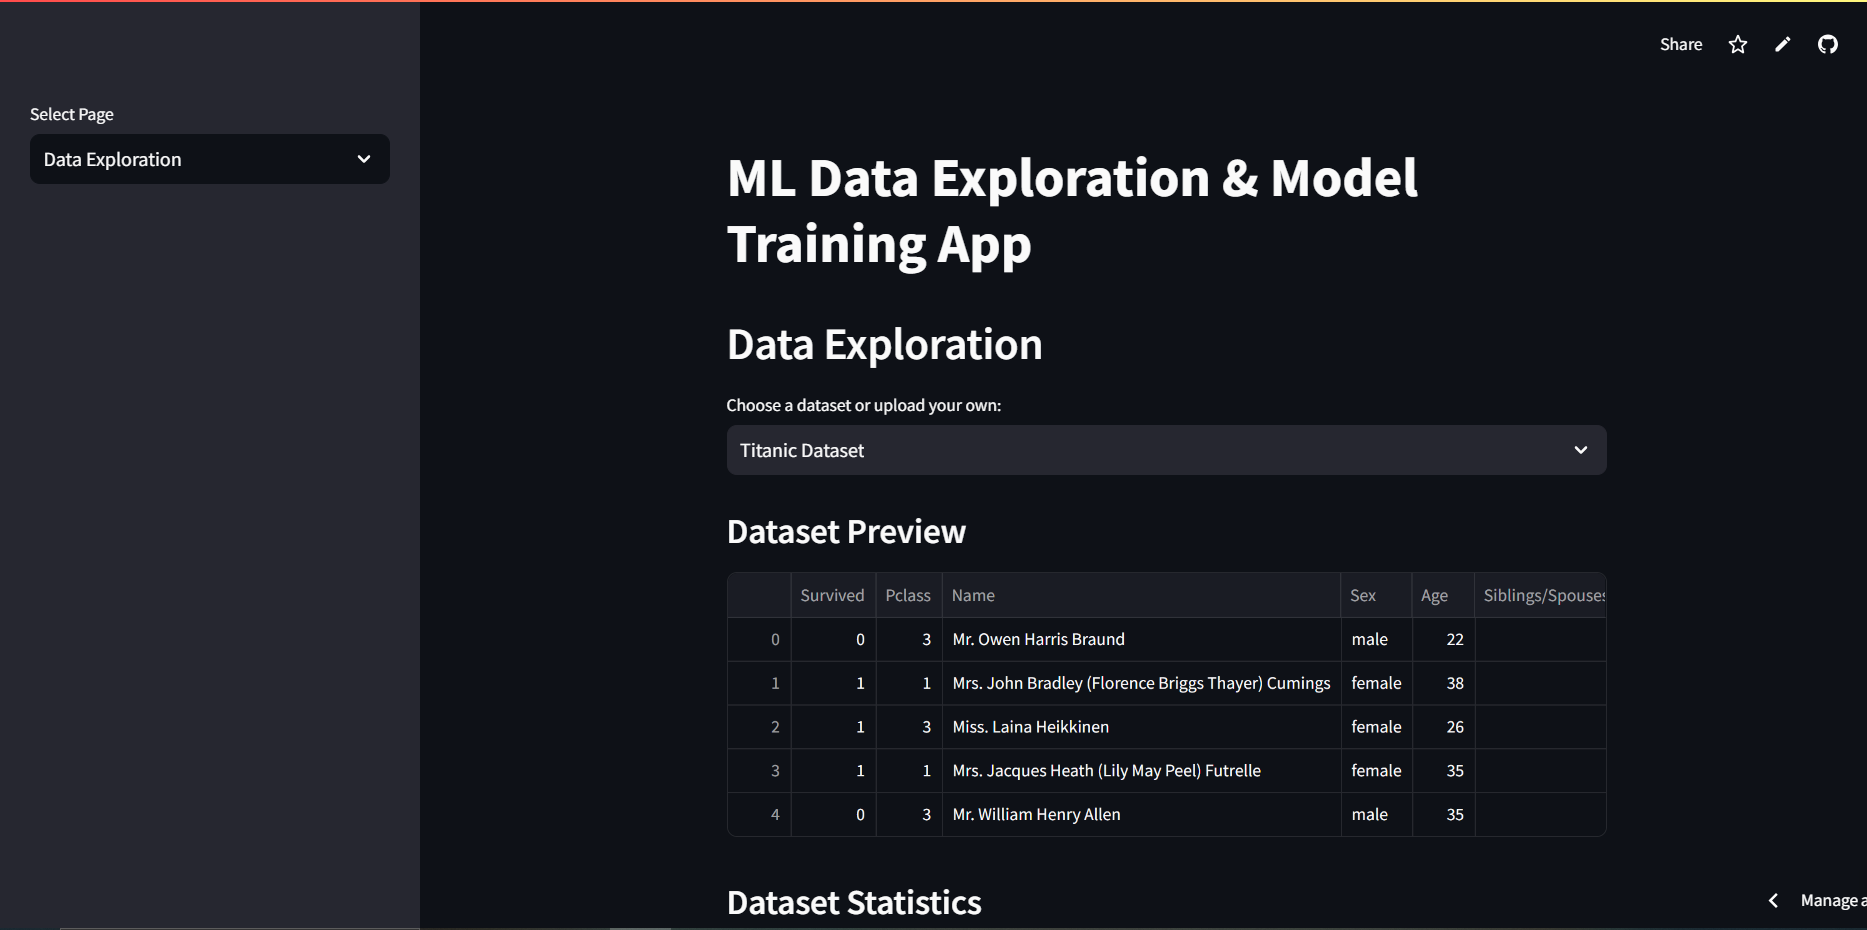 Share
Select Page
Data Exploration
ML Data Exploration & Model
Training App
Data Exploration
Choose a dataset or upload your own:
Titanic Dataset
Dataset Preview
Survived Pclass Name Sex Age Siblings/Spouses
0 0 3 Mr. Owen Harris Braund male 22
1 1 1 Mrs. John Bradley (Florence Briggs Thayer) Cumings female 38
2 1 3 Miss. Laina Heikkinen female 26
3 1 1 Mrs. Jacques Heath (Lily May Peel) Futrelle female 35
4 0 3 Mr. William Henry Allen male 35
Dataset Statistics
Manage a